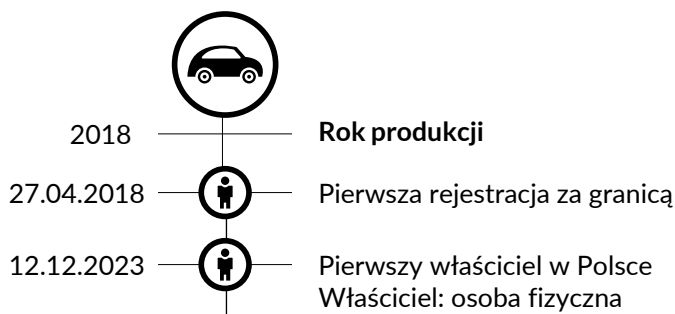 2018 Rok produkcji
27.04.2018 Pierwsza rejestracja za granicą
12.12.2023 Pierwszy właściciel w Polsce
Właściciel: osoba fizyczna